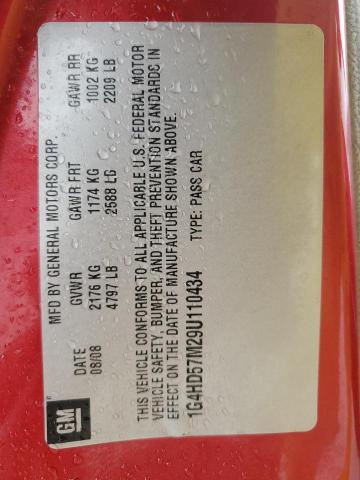 GM
MFD BY GENERAL MOTORS CORP
DATE GVWR GAWR FRT GAWR RR
08/08 2176 KG 1174 KG 1002 KG
4797 LB 2588 LB 2209 LB
THIS VEHICLE CONFORMS TO ALL APPLICABLE U.S. FEDERAL MOTOR
VEHICLE SAFETY, BUMPER, AND THEFT PREVENTION STANDARDS IN
EFFECT ON THE DATE OF MANUFACTURE SHOWN ABOVE.
1G4HD57M29U110434 TYPE: PASS CAR